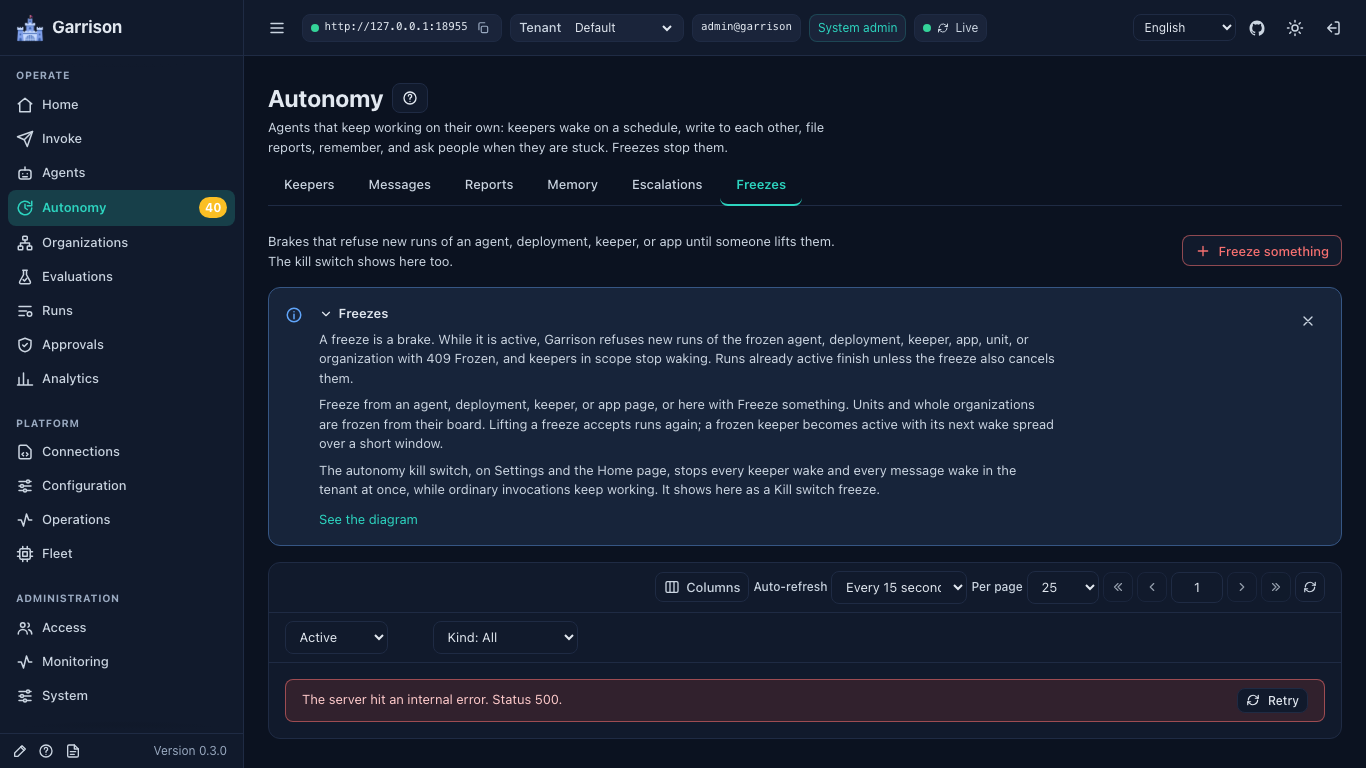 Garrison
http://127.0.0.1:18955
Tenant Default
admin@garrison
System admin
Live
English
OPERATE
Home
Invoke
Agents
Autonomy 40
Organizations
Evaluations
Runs
Approvals
Analytics
PLATFORM
Connections
Configuration
Operations
Fleet
ADMINISTRATION
Access
Monitoring
System
Version 0.3.0
Autonomy
Agents that keep working on their own: keepers wake on a schedule, write to each other, file
reports, remember, and ask people when they are stuck. Freezes stop them.
Keepers Messages Reports Memory Escalations Freezes
Brakes that refuse new runs of an agent, deployment, keeper, or app until someone lifts them.
The kill switch shows here too.
Freeze something
Freezes
A freeze is a brake. While it is active, Garrison refuses new runs of the frozen agent, deployment, keeper, app, unit, or
organization with 409 Frozen, and keepers in scope stop waking. Runs already active finish unless the freeze also cancels
them.
Freeze from an agent, deployment, keeper, or app page, or here with Freeze something. Units and whole organizations
are frozen from their board. Lifting a freeze accepts runs again; a frozen keeper becomes active with its next wake spread
over a short window.
The autonomy kill switch, on Settings and the Home page, stops every keeper wake and every message wake in the
tenant at once, while ordinary invocations keep working. It shows here as a Kill switch freeze.
See the diagram
Columns Auto-refresh Every 15 second Per page 25 1
Active Kind: All
The server hit an internal error. Status 500.
Retry